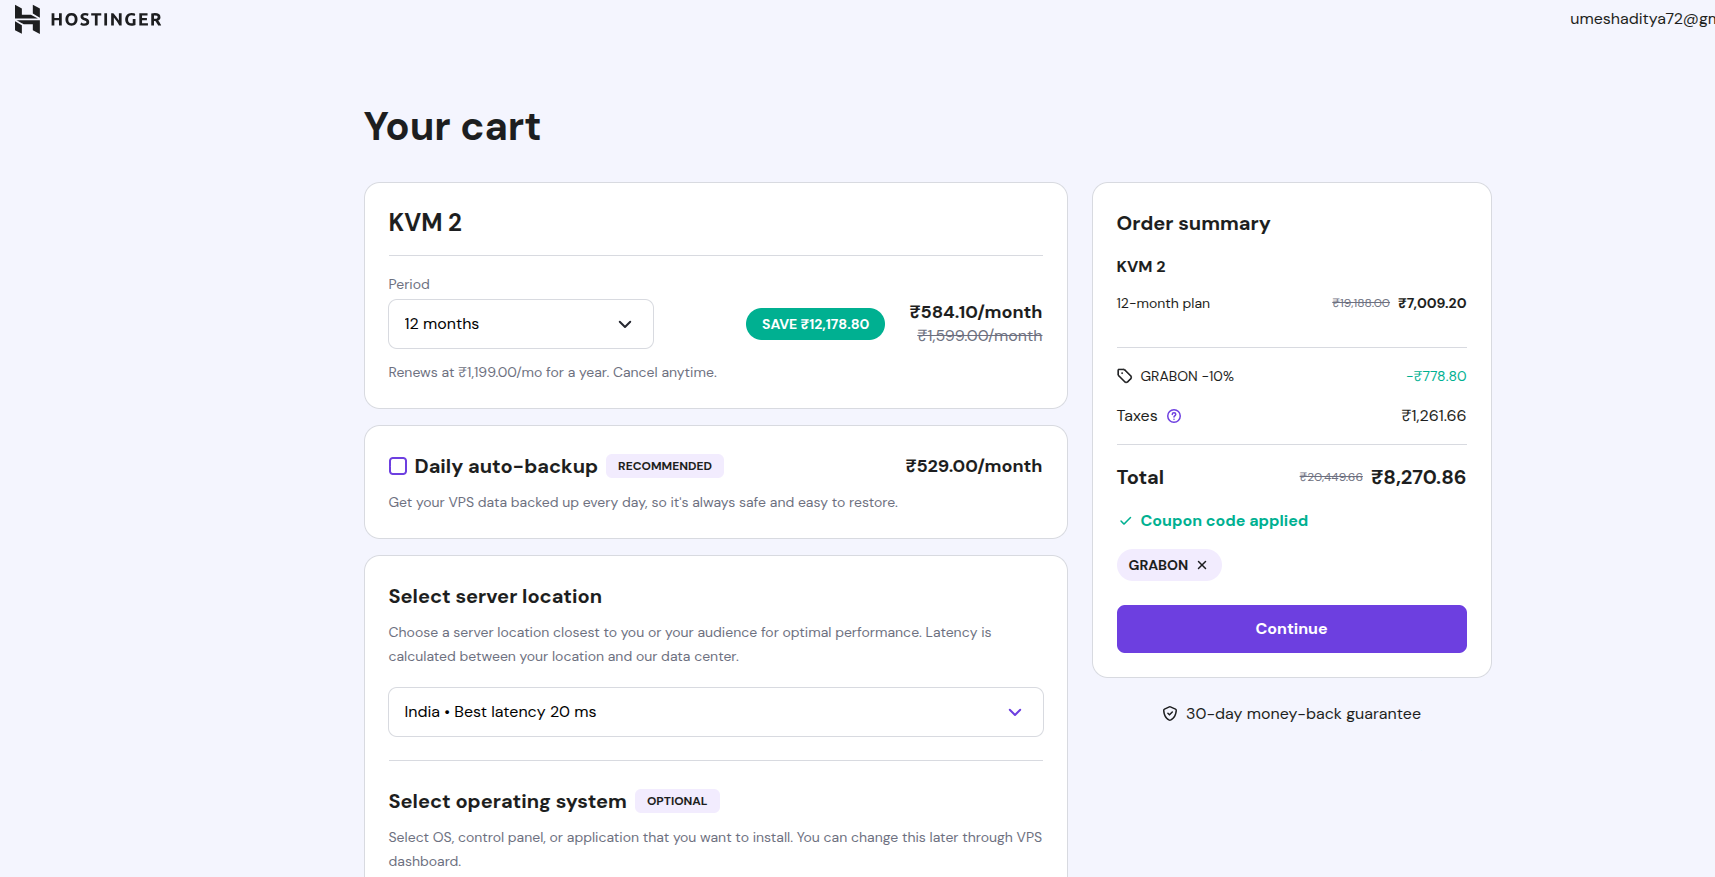 HOSTINGER
umeshaditya72@gm
Your cart
KVM 2
Period
12 months
SAVE ₹12,178.80
₹584.10/month
₹1,599.00/month
Renews at ₹1,199.00/mo for a year. Cancel anytime.
Daily auto-backup RECOMMENDED ₹529.00/month
Get your VPS data backed up every day, so it's always safe and easy to restore.
Select server location
Choose a server location closest to you or your audience for optimal performance. Latency is
calculated between your location and our data center.
India • Best latency 20 ms
Select operating system OPTIONAL
Select OS, control panel, or application that you want to install. You can change this later through VPS
dashboard.
Order summary
KVM 2
12-month plan ₹19,188.00 ₹7,009.20
GRABON -10% -₹778.80
Taxes ? ₹1,261.66
Total ₹20,449.66 ₹8,270.86
Coupon code applied
GRABON ×
Continue
30-day money-back guarantee